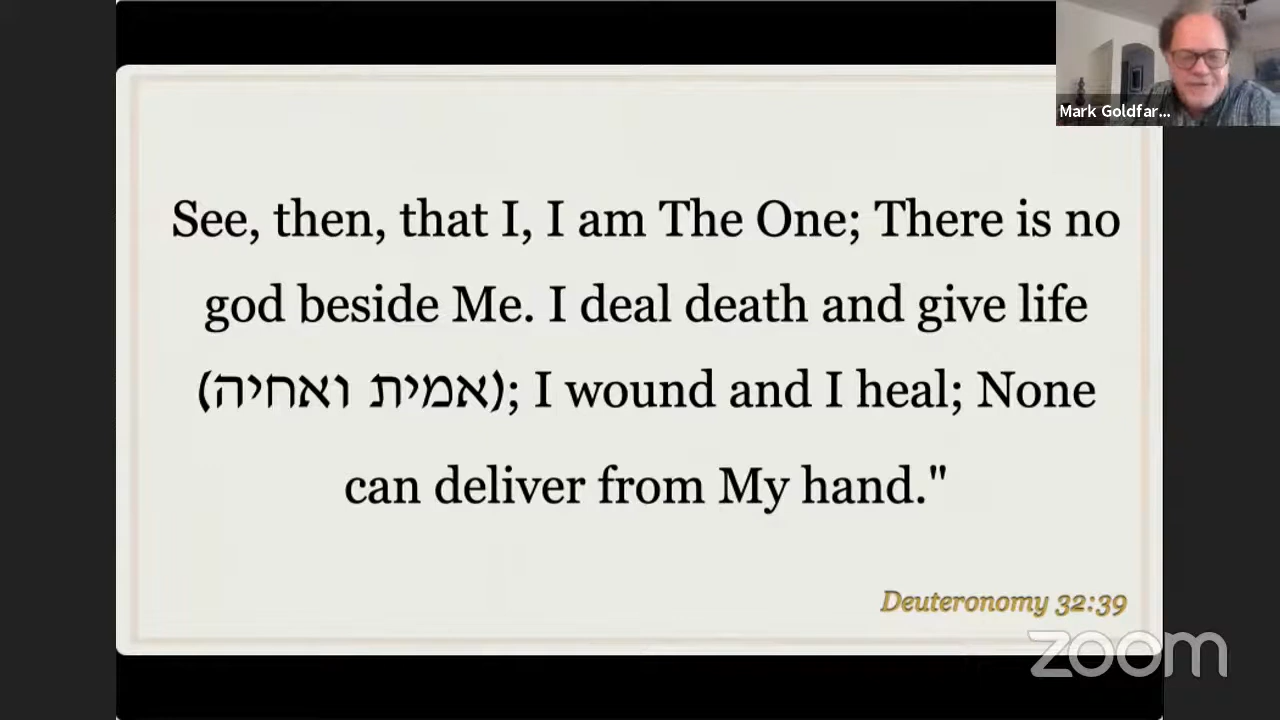 Mark Goldfar...
See, then, that I, I am The One; There is no
god beside Me. I deal death and give life
(אמית ואחיה); I wound and I heal; None
can deliver from My hand."
Deuteronomy 32:39
zoom